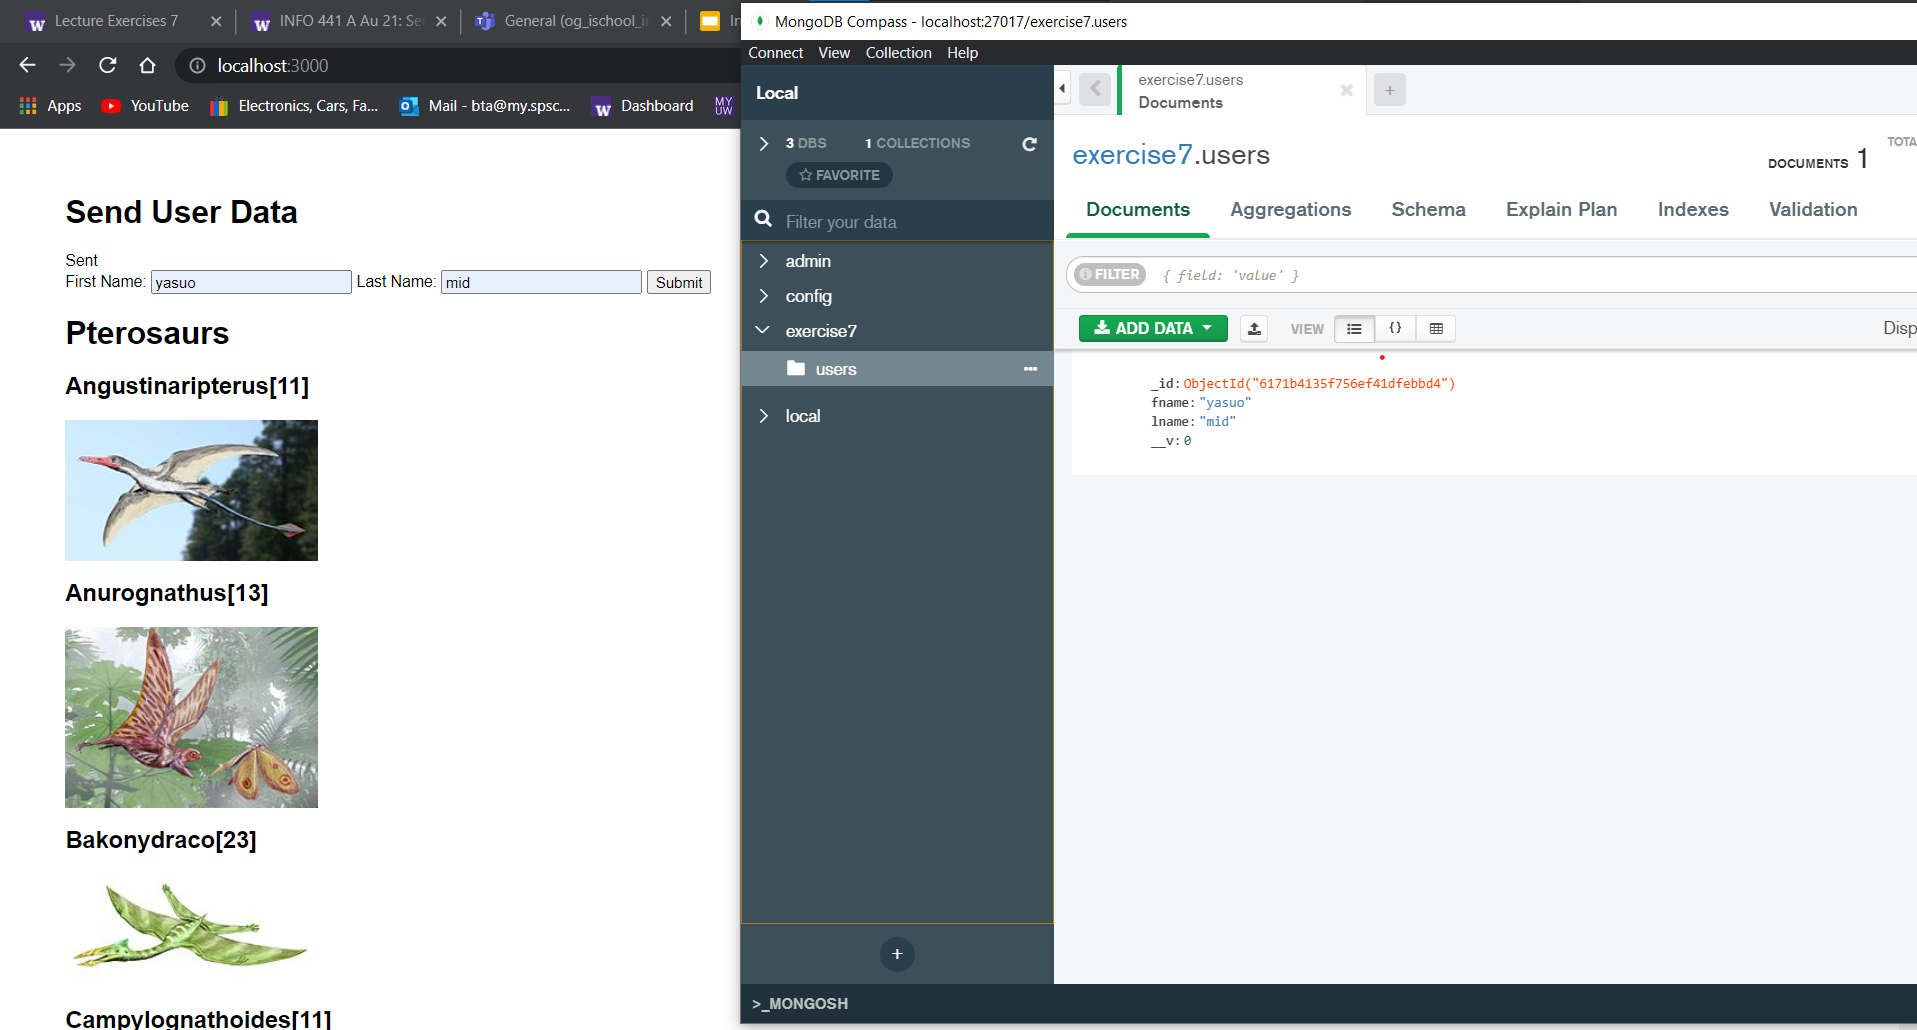 Lecture Exercises 7
INFO 441 A Au 21: Se
General (og_ischool_i
MongoDB Compass - localhost:27017/exercise7.users
localhost:3000
Apps
YouTube
Electronics, Cars, Fa...
Mail - bta@my.spsc...
Dashboard
MY
UW
Send User Data
Sent
First Name: yasuo Last Name: mid Submit
Pterosaurs
Angustinaripterus[11]
Anurognathus[13]
Bakonydraco[23]
Campylognathoides[11]
Connect View Collection Help
Local
3 DBS 1 COLLECTIONS
FAVORITE
Filter your data
admin
config
exercise7
users
local
>_MONGOSH
exercise7.users
Documents
exercise7.users
DOCUMENTS 1
TOTA
Documents Aggregations Schema Explain Plan Indexes Validation
FILTER { field: 'value' }
ADD DATA VIEW {}
Disp
_id: ObjectId("6171b4135f756ef41dfebbd4")
fname: "yasuo"
lname: "mid"
__v: 0